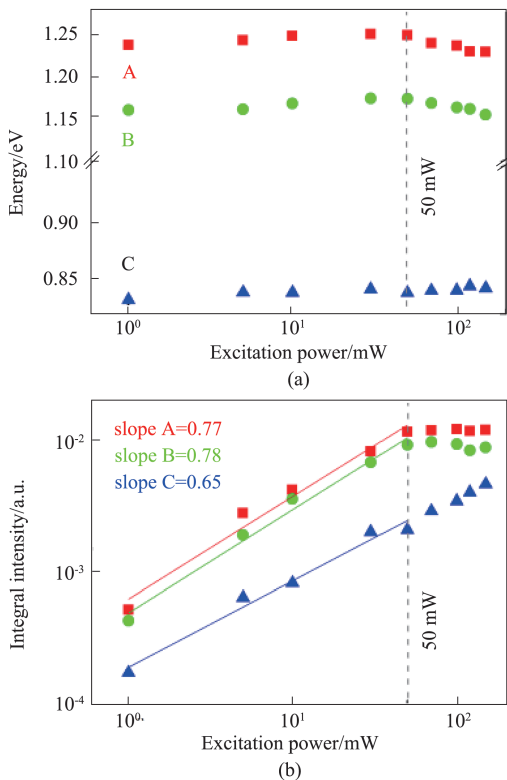 1.25
1.20
1.15
1.10
0.90
0.85
Energy/eV
A
B
C
50 mW
10⁰
10¹
10²
Excitation power/mW
(a)
slope A=0.77
slope B=0.78
slope C=0.65
10⁻²
10⁻³
10⁻⁴
Integral intensity/a.u.
50 mW
10⁰·
10¹
10²
Excitation power/mW
(b)